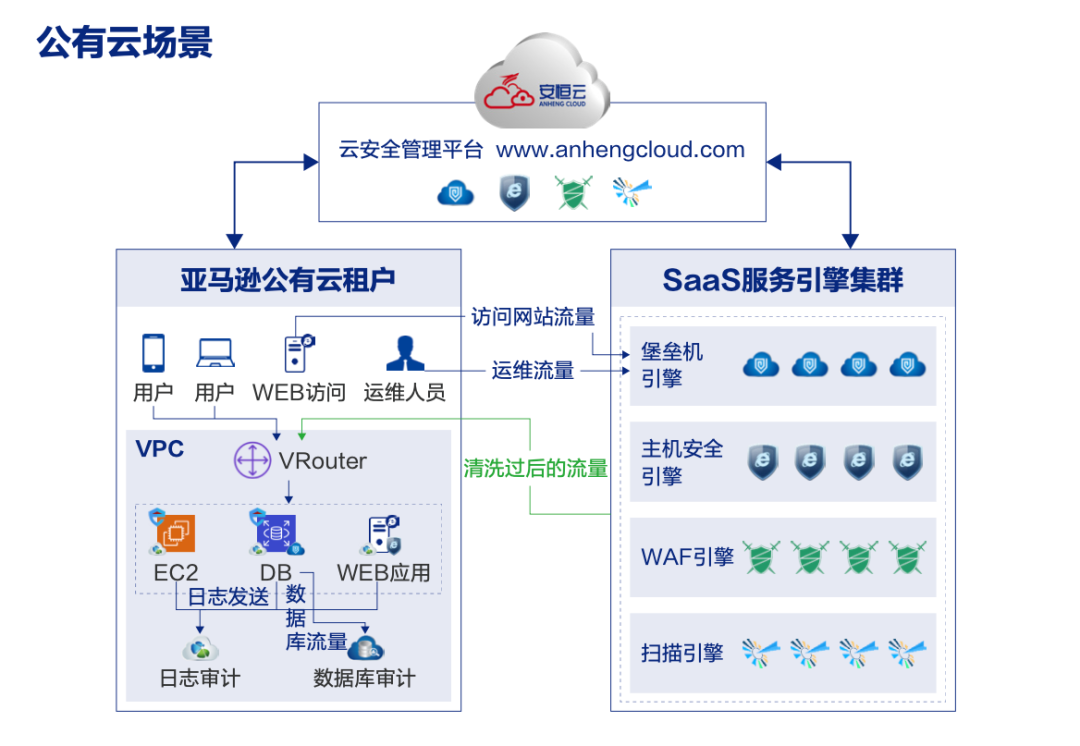 公有云场景
安恒云
ANHENG CLOUD
云安全管理平台 www.anhengcloud.com
亚马逊公有云租户
SaaS服务引擎集群
访问网站流量
运维流量
清洗过后的流量
用户
用户
WEB访问
运维人员
VPC
VRouter
EC2
DB
WEB应用
日志发送
数
据
库流量
日志审计
数据库审计
堡垒机
引擎
主机安全
引擎
WAF引擎
扫描引擎